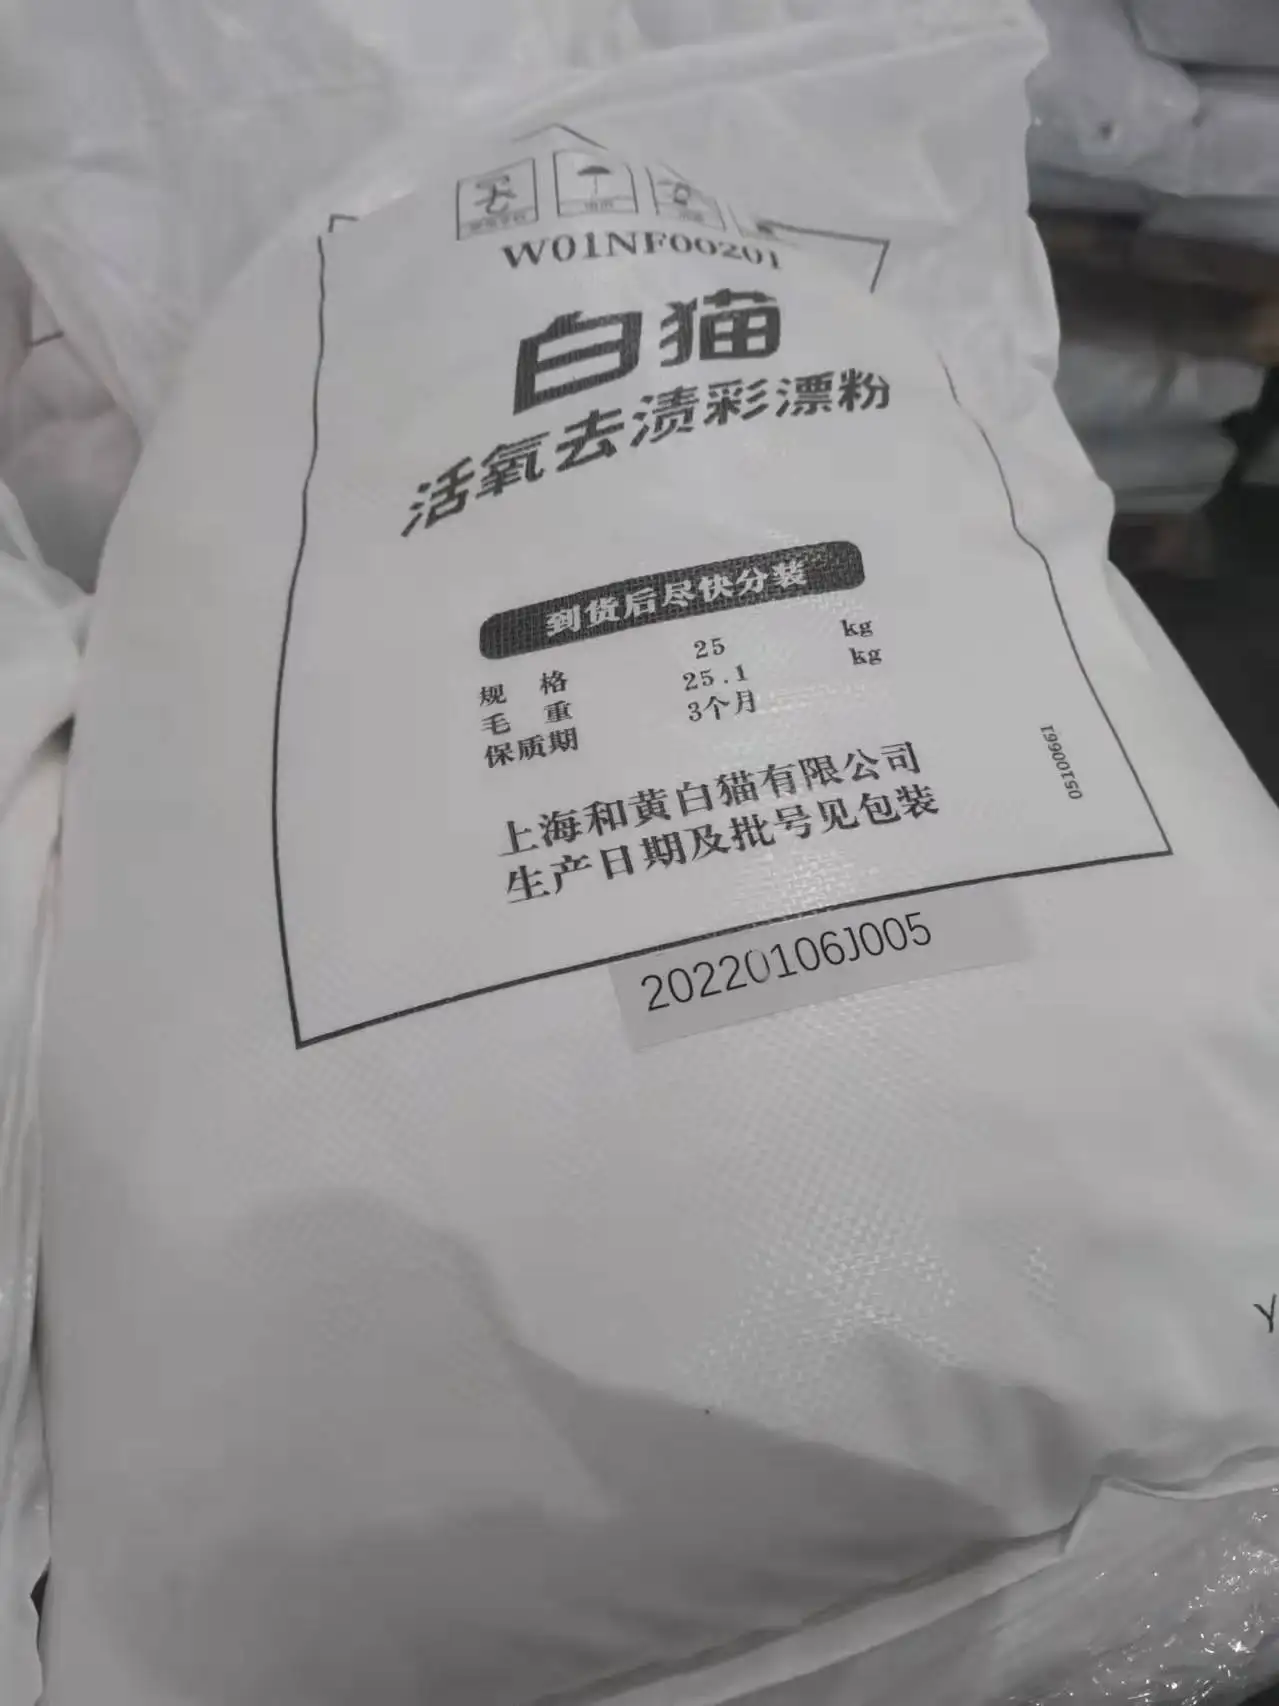 W01NF00201
白猫
活氧去渍彩漂粉
到货后尽快分装
规 格 25 kg
毛 重 25.1 kg
保质期 3个月
上海和黄白猫有限公司
生产日期及批号见包装
05100661
20220106J005
Y